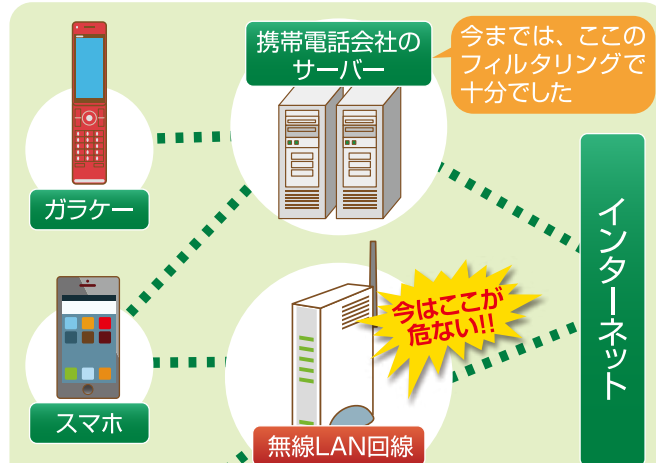 携帯電話会社の
サーバー
今までは、ここの
フィルタリングで
十分でした
ガラケー
インターネット
今はここが
危ない!!
スマホ
無線LAN回線